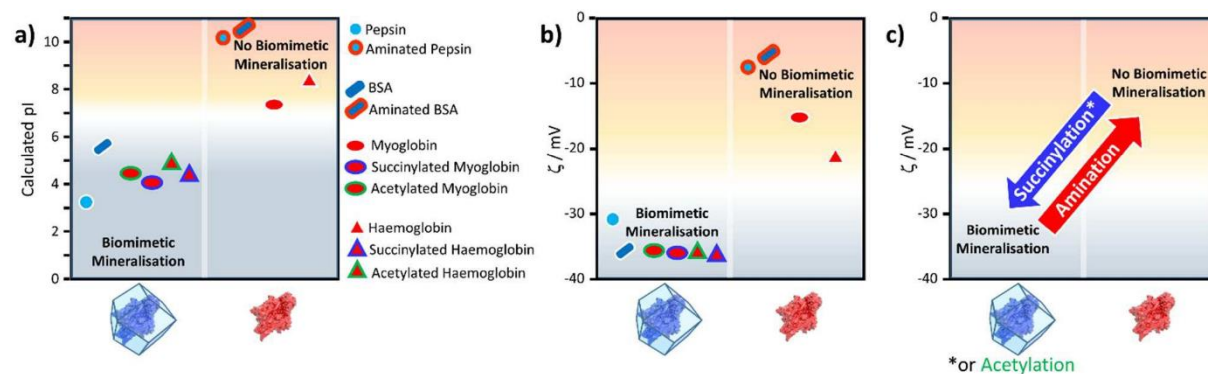 a)
Calculated pI
10
8
6
4
2
0
No Biomimetic
Mineralisation
Biomimetic
Mineralisation
Pepsin
Aminated Pepsin
BSA
Aminated BSA
Myoglobin
Succinylated Myoglobin
Acetylated Myoglobin
Haemoglobin
Succinylated Haemoglobin
Acetylated Haemoglobin
b)
ζ / mV
0
-10
-20
-30
-40
No Biomimetic
Mineralisation
Biomimetic
Mineralisation
c)
ζ / mV
0
-10
-20
-30
-40
No Biomimetic
Mineralisation
Succinylation*
Amination
Biomimetic
Mineralisation
*or Acetylation